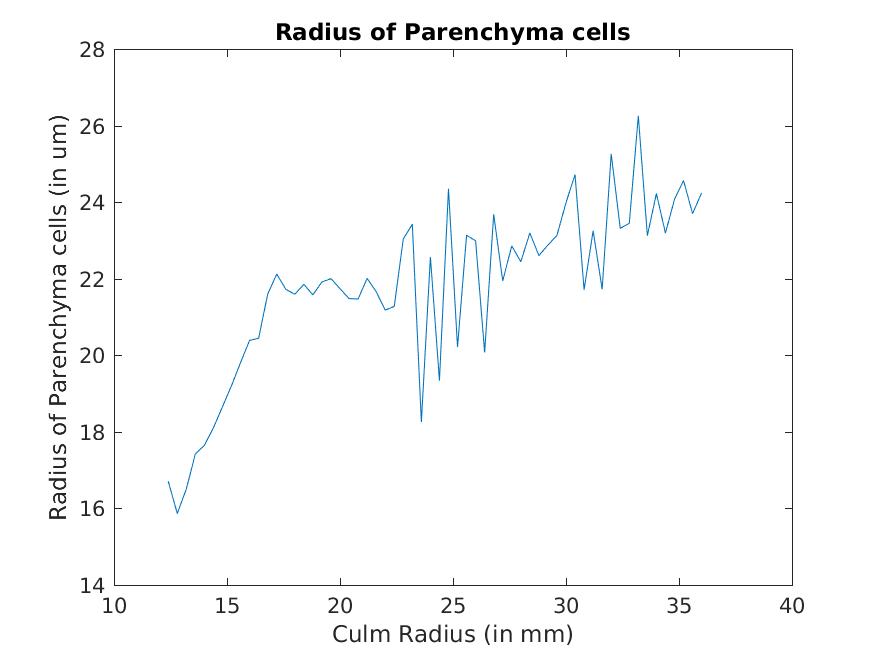 Radius of Parenchyma cells
28
26
24
22
20
18
16
14
Radius of Parenchyma cells (in um)
10 15 20 25 30 35 40
Culm Radius (in mm)